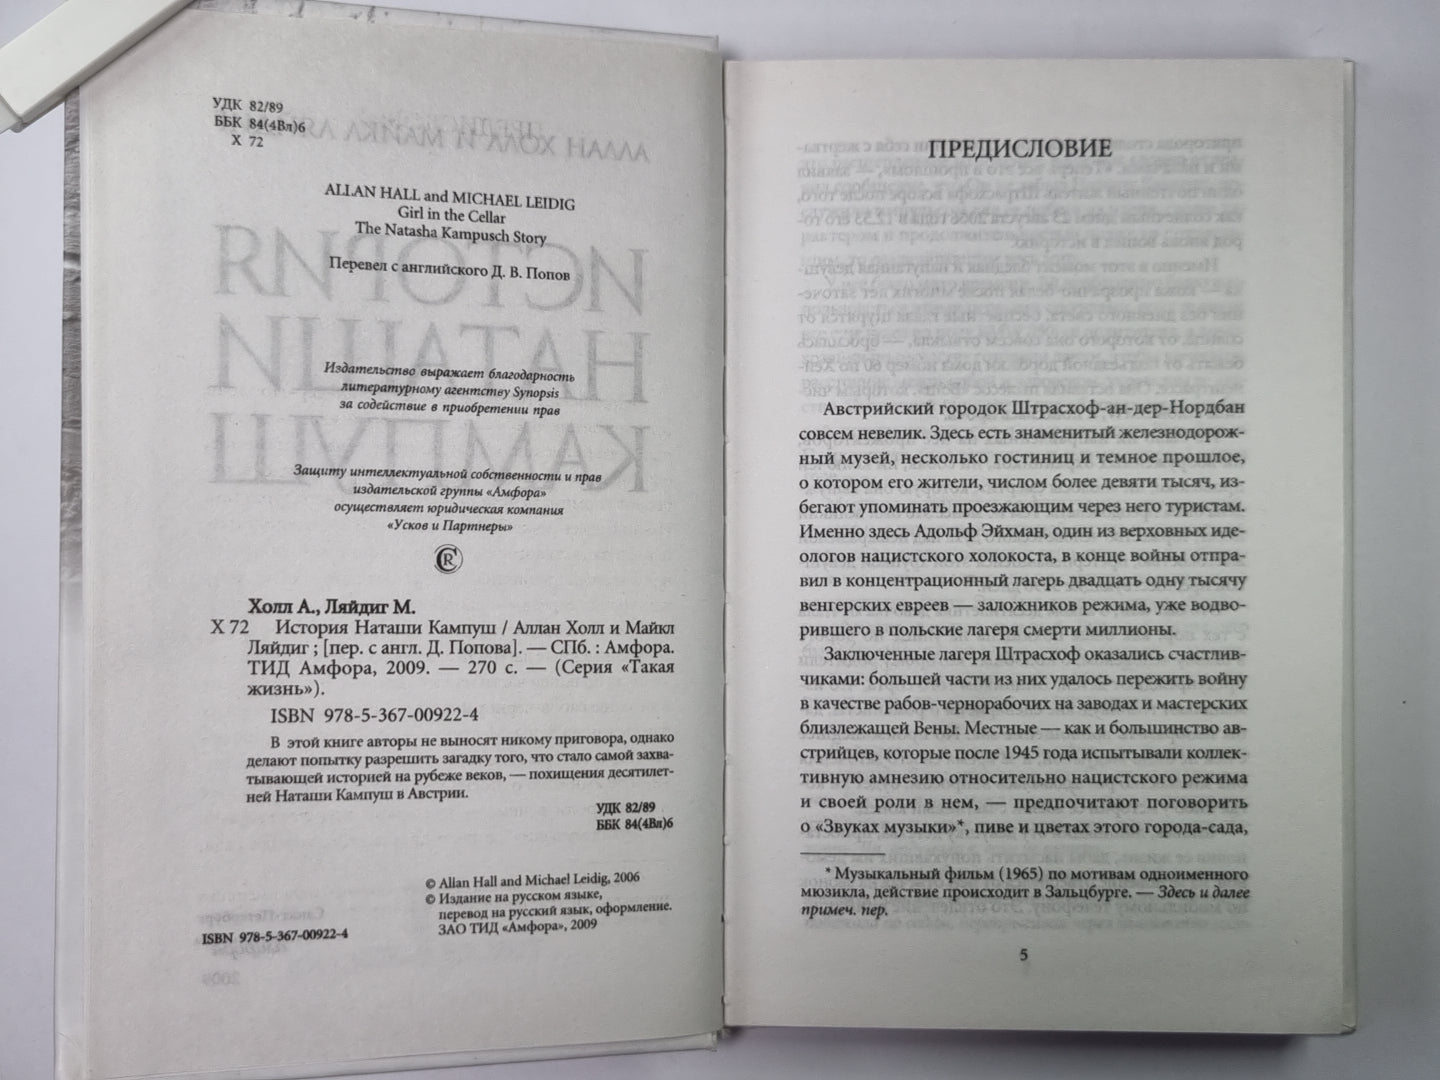 УДК 82/89
ББК 84(4Вл)6
Х 72
ALLAN HALL and MICHAEL LEIDIG
Girl in the Cellar
The Natasha Kampusch Story
Перевел с английского Д. В. Попов
Издательство выражает благодарность
литературному агентству Synopsis
за содействие в приобретении прав
Защиту интеллектуальной собственности и прав
издательской группы «Амфора»
осуществляет юридическая компания
«Усков и Партнеры»
Холл А., Ляйдиг М.
Х 72 История Наташи Кампуш / Аллан Холл и Майкл
Ляйдиг ; [пер. с англ. Д. Попова]. — СПб. : Амфора.
ТИД Амфора, 2009. — 270 с. — (Серия «Такая
жизнь»).
ISBN 978-5-367-00922-4
В этой книге авторы не выносят никому приговора, однако
делают попытку разрешить загадку того, что стало самой захва-
тывающей историей на рубеже веков, — похищения десятилет-
ней Наташи Кампуш в Австрии.
УДК 82/89
ББК 84(4Вл)6
© Allan Hall and Michael Leidig, 2006
© Издание на русском языке,
перевод на русский язык, оформление.
ЗАО ТИД «Амфора», 2009
ISBN 978-5-367-00922-4
ПРЕДИСЛОВИЕ
Австрийский городок Штрасхоф-ан-дер-Нордбан
совсем невелик. Здесь есть знаменитый железнодорож-
ный музей, несколько гостиниц и темное прошлое,
о котором его жители, числом более девяти тысяч, из-
бегают упоминать проезжающим через него туристам.
Именно здесь Адольф Эйхман, один из верховных иде-
ологов нацистского холокоста, в конце войны отпра-
вил в концентрационный лагерь двадцать одну тысячу
венгерских евреев — заложников режима, уже водво-
рившего в польские лагеря смерти миллионы.
Заключенные лагеря Штрасхоф оказались счастлив-
чиками: большей части из них удалось пережить войну
в качестве рабов-чернорабочих на заводах и мастерских
близлежащей Вены. Местные — как и большинство ав-
стрийцев, которые после 1945 года испытывали коллек-
тивную амнезию относительно нацистского режима
и своей роли в нем, — предпочитают поговорить
о «Звуках музыки»*, пиве и цветах этого города-сада,
* Музыкальный фильм (1965) по мотивам одноименного
мюзикла, действие происходит в Зальцбурге. — Здесь и далее
примеч. пер.
5